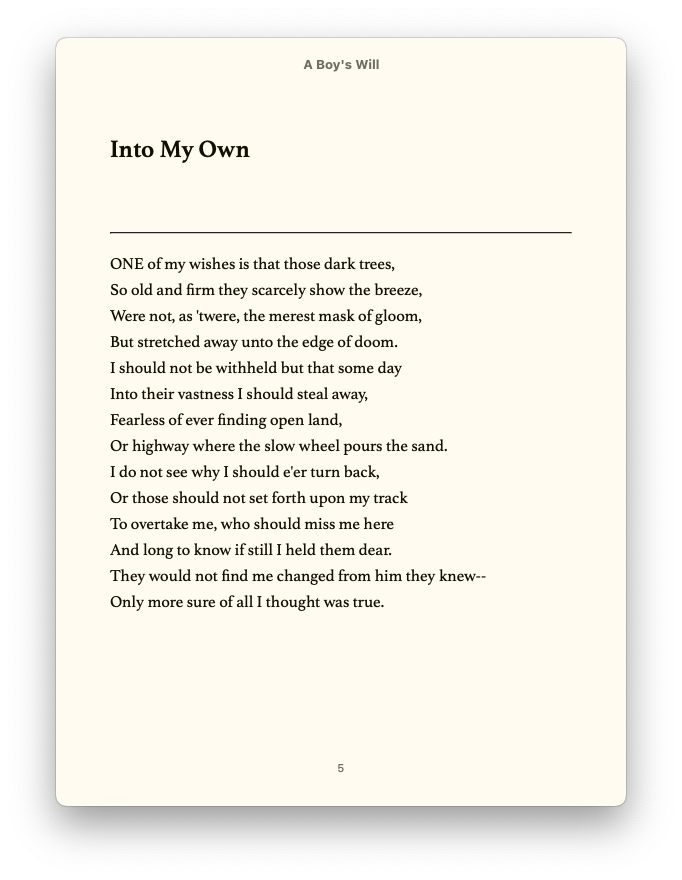 A Boy's Will
Into My Own
ONE of my wishes is that those dark trees,
So old and firm they scarcely show the breeze,
Were not, as 'twere, the merest mask of gloom,
But stretched away unto the edge of doom.
I should not be withheld but that some day
Into their vastness I should steal away,
Fearless of ever finding open land,
Or highway where the slow wheel pours the sand.
I do not see why I should e'er turn back,
Or those should not set forth upon my track
To overtake me, who should miss me here
And long to know if still I held them dear.
They would not find me changed from him they knew--
Only more sure of all I thought was true.
5